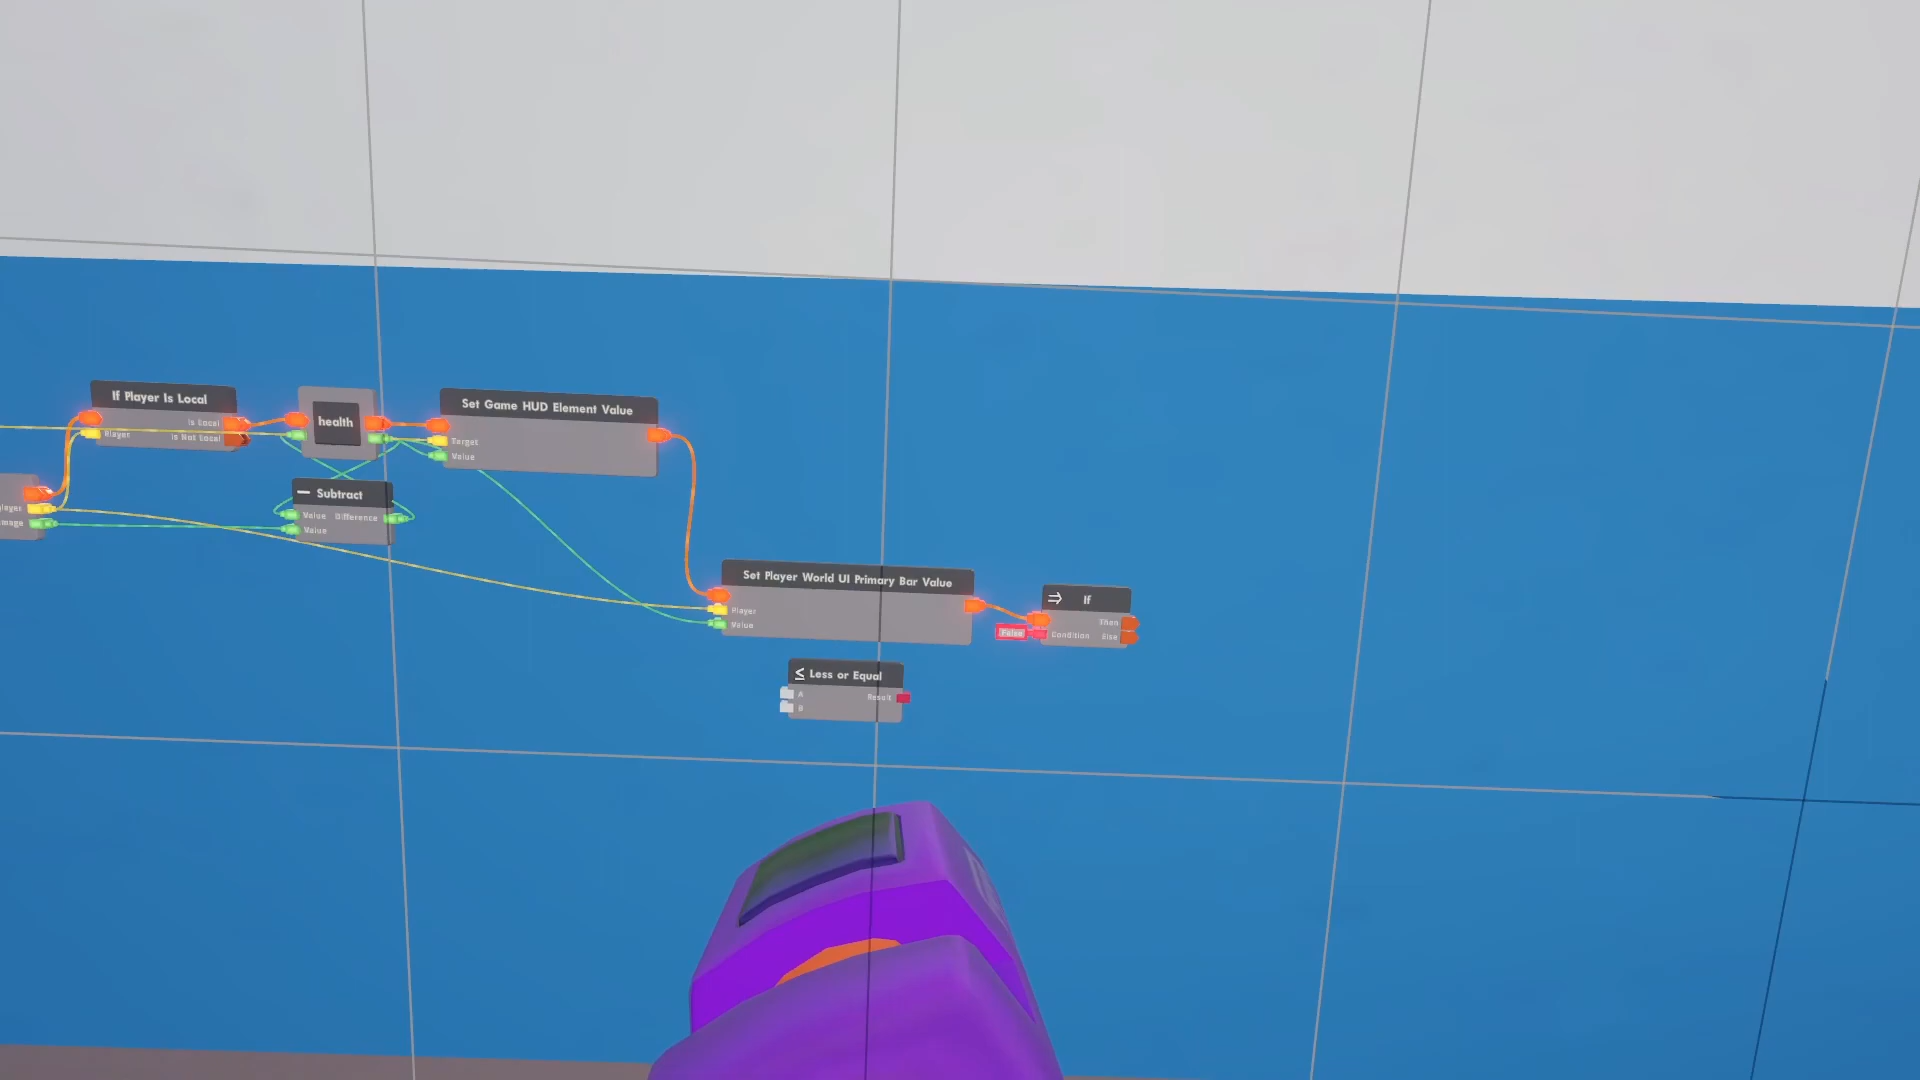 If Player Is Local
Is Local
Player
Is Not Local
health
Set Game HUD Element Value
Target
Value
Subtract
Value Difference
Value
Set Player World UI Primary Bar Value
Player
Value
If
Then
False
Condition Else
≤ Less or Equal
A Result
B